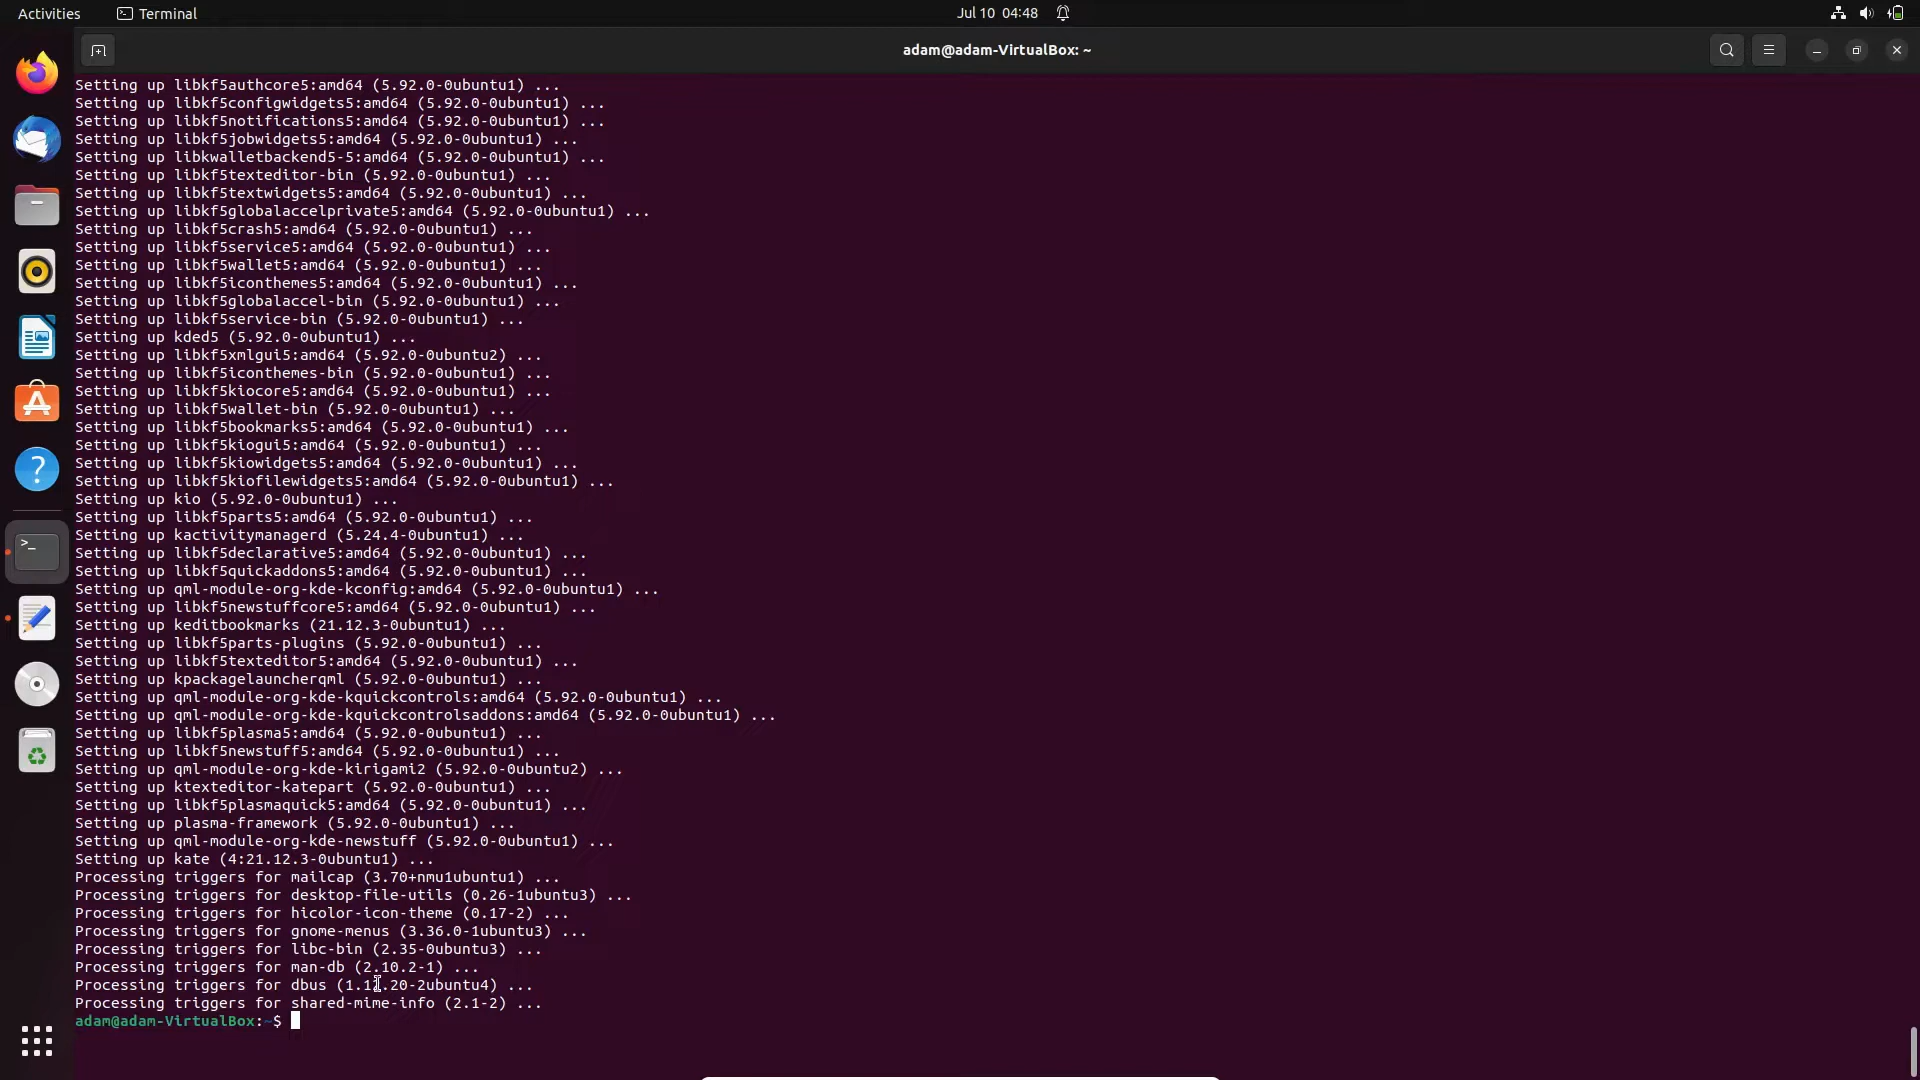 Activities Terminal Jul 10 04:48
adam@adam-VirtualBox: ~
Setting up libkf5authcore5:amd64 (5.92.0-0ubuntu1) ...
Setting up libkf5configwidgets5:amd64 (5.92.0-0ubuntu1) ...
Setting up libkf5notifications5:amd64 (5.92.0-0ubuntu1) ...
Setting up libkf5jobwidgets5:amd64 (5.92.0-0ubuntu1) ...
Setting up libkwalletbackend5-5:amd64 (5.92.0-0ubuntu1) ...
Setting up libkf5texteditor-bin (5.92.0-0ubuntu1) ...
Setting up libkf5textwidgets5:amd64 (5.92.0-0ubuntu1) ...
Setting up libkf5globalaccelprivate5:amd64 (5.92.0-0ubuntu1) ...
Setting up libkf5crash5:amd64 (5.92.0-0ubuntu1) ...
Setting up libkf5service5:amd64 (5.92.0-0ubuntu1) ...
Setting up libkf5wallet5:amd64 (5.92.0-0ubuntu1) ...
Setting up libkf5iconthemes5:amd64 (5.92.0-0ubuntu1) ...
Setting up libkf5globalaccel-bin (5.92.0-0ubuntu1) ...
Setting up libkf5service-bin (5.92.0-0ubuntu1) ...
Setting up kded5 (5.92.0-0ubuntu1) ...
Setting up libkf5xmlgui5:amd64 (5.92.0-0ubuntu2) ...
Setting up libkf5iconthemes-bin (5.92.0-0ubuntu1) ...
Setting up libkf5kiocore5:amd64 (5.92.0-0ubuntu1) ...
Setting up libkf5wallet-bin (5.92.0-0ubuntu1) ...
Setting up libkf5bookmarks5:amd64 (5.92.0-0ubuntu1) ...
Setting up libkf5kiogui5:amd64 (5.92.0-0ubuntu1) ...
Setting up libkf5kiowidgets5:amd64 (5.92.0-0ubuntu1) ...
Setting up libkf5kiofilewidgets5:amd64 (5.92.0-0ubuntu1) ...
Setting up kio (5.92.0-0ubuntu1) ...
Setting up libkf5parts5:amd64 (5.92.0-0ubuntu1) ...
Setting up kactivitymanagerd (5.24.4-0ubuntu1) ...
Setting up libkf5declarative5:amd64 (5.92.0-0ubuntu1) ...
Setting up libkf5quickaddons5:amd64 (5.92.0-0ubuntu1) ...
Setting up qml-module-org-kde-kconfig:amd64 (5.92.0-0ubuntu1) ...
Setting up libkf5newstuffcore5:amd64 (5.92.0-0ubuntu1) ...
Setting up keditbookmarks (21.12.3-0ubuntu1) ...
Setting up libkf5parts-plugins (5.92.0-0ubuntu1) ...
Setting up libkf5texteditor5:amd64 (5.92.0-0ubuntu1) ...
Setting up kpackagelauncherqml (5.92.0-0ubuntu1) ...
Setting up qml-module-org-kde-kquickcontrols:amd64 (5.92.0-0ubuntu1) ...
Setting up qml-module-org-kde-kquickcontrolsaddons:amd64 (5.92.0-0ubuntu1) ...
Setting up libkf5plasma5:amd64 (5.92.0-0ubuntu1) ...
Setting up libkf5newstuff5:amd64 (5.92.0-0ubuntu1) ...
Setting up qml-module-org-kde-kirigami2 (5.92.0-0ubuntu2) ...
Setting up ktexteditor-katepart (5.92.0-0ubuntu1) ...
Setting up libkf5plasmaquick5:amd64 (5.92.0-0ubuntu1) ...
Setting up plasma-framework (5.92.0-0ubuntu1) ...
Setting up qml-module-org-kde-newstuff (5.92.0-0ubuntu1) ...
Setting up kate (4:21.12.3-0ubuntu1) ...
Processing triggers for mailcap (3.70+nmu1ubuntu1) ...
Processing triggers for desktop-file-utils (0.26-1ubuntu3) ...
Processing triggers for hicolor-icon-theme (0.17-2) ...
Processing triggers for gnome-menus (3.36.0-1ubuntu3) ...
Processing triggers for libc-bin (2.35-0ubuntu3) ...
Processing triggers for man-db (2.10.2-1) ...
Processing triggers for dbus (1.12.20-2ubuntu4) ...
Processing triggers for shared-mime-info (2.1-2) ...
adam@adam-VirtualBox:~$